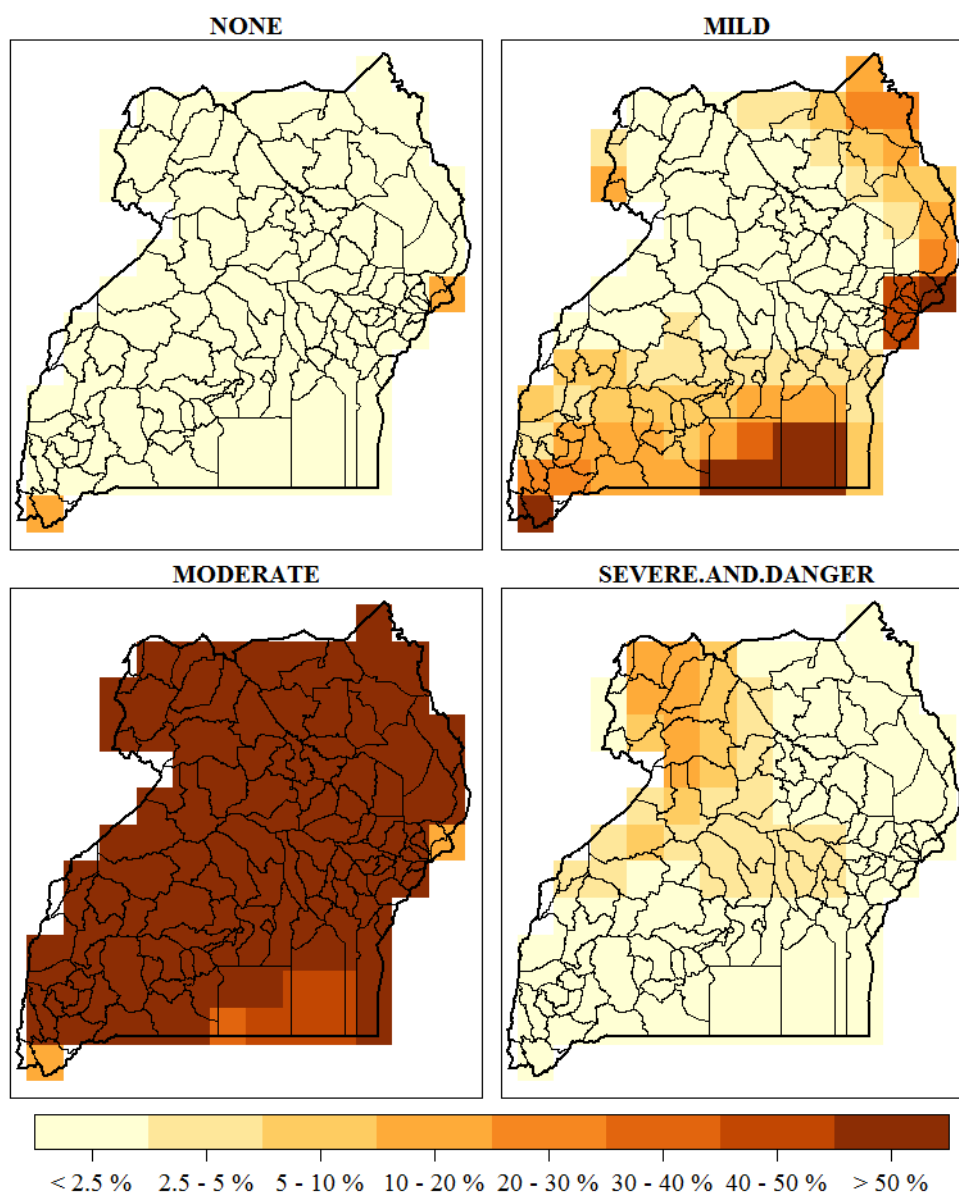 NONE
MILD
MODERATE
SEVERE.AND.DANGER
< 2.5 % 2.5 - 5 % 5 - 10 % 10 - 20 % 20 - 30 % 30 - 40 % 40 - 50 % > 50 %